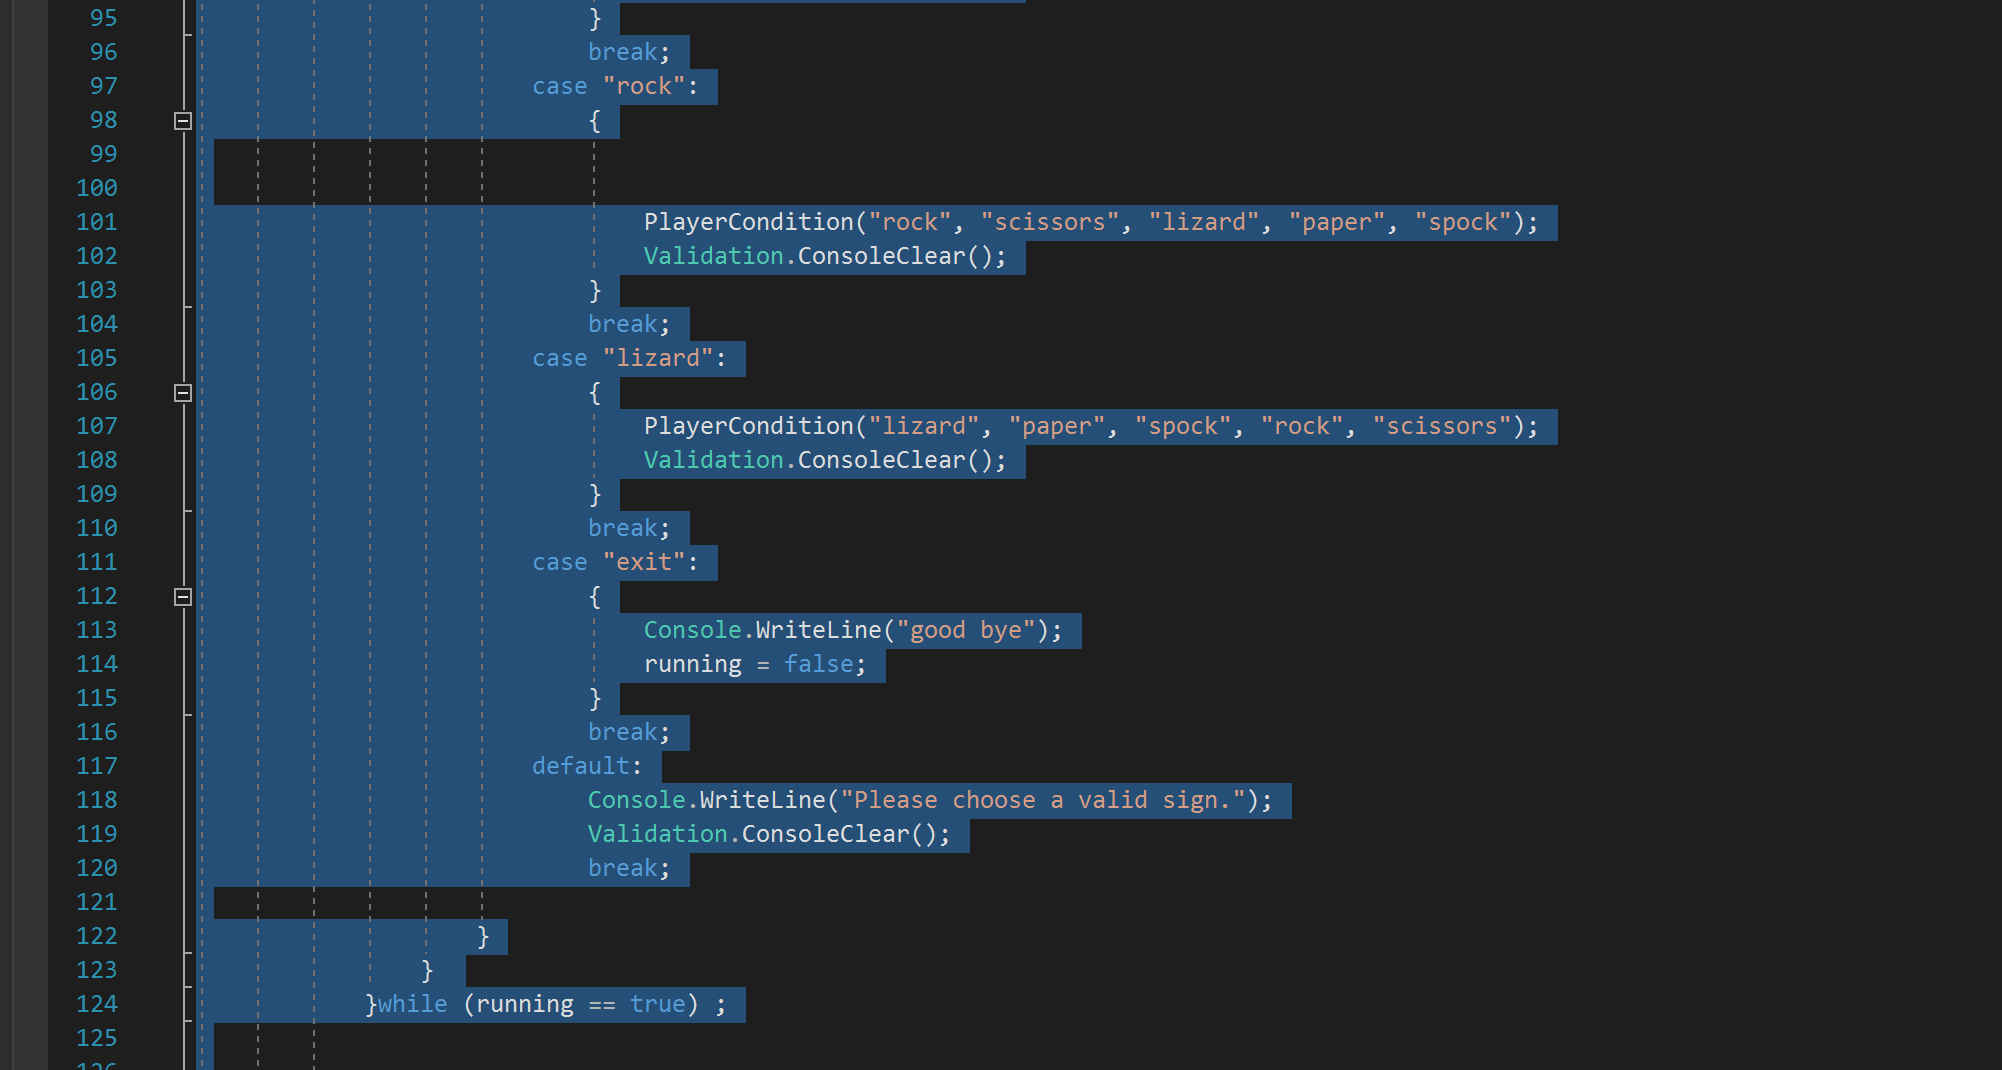 95 }
96 break;
97 case "rock":
98 {
99
100
101 PlayerCondition("rock", "scissors", "lizard", "paper", "spock");
102 Validation.ConsoleClear();
103 }
104 break;
105 case "lizard":
106 {
107 PlayerCondition("lizard", "paper", "spock", "rock", "scissors");
108 Validation.ConsoleClear();
109 }
110 break;
111 case "exit":
112 {
113 Console.WriteLine("good bye");
114 running = false;
115 }
116 break;
117 default:
118 Console.WriteLine("Please choose a valid sign.");
119 Validation.ConsoleClear();
120 break;
121
122 }
123 }
124 }while (running == true) ;
125